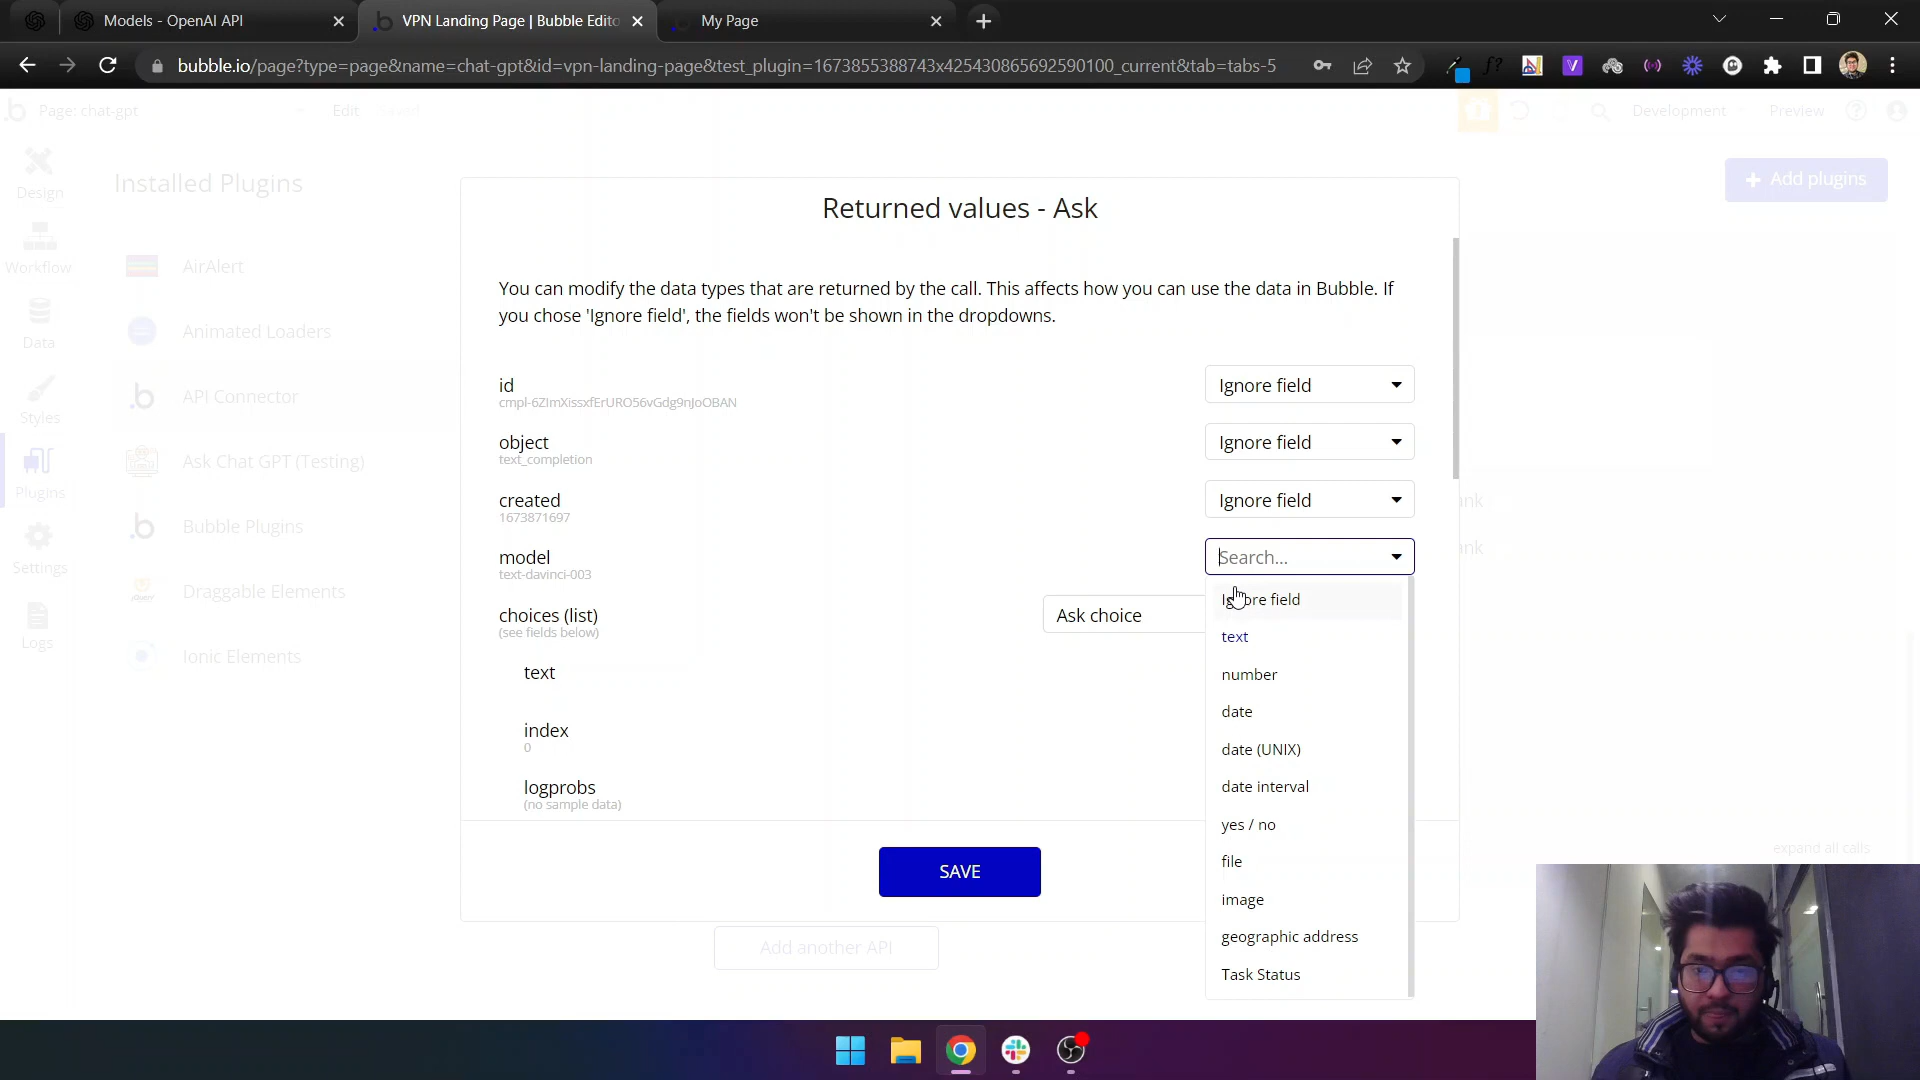 Models - OpenAI API
VPN Landing Page | Bubble Edito
My Page
bubble.io/page?type=page&name=chat-gpt&id=vpn-landing-page&test_plugin=1673855388743x425430865692590100_current&tab=tabs-5
Page: chat-gpt
Edit
Saved
Development
Preview
Design
Workflow
Data
Styles
Plugins
Settings
Logs
Installed Plugins
AirAlert
Animated Loaders
API Connector
Ask Chat GPT (Testing)
Bubble Plugins
Draggable Elements
Ionic Elements
Add plugins
Returned values - Ask
You can modify the data types that are returned by the call. This affects how you can use the data in Bubble. If
you chose 'Ignore field', the fields won't be shown in the dropdowns.
id
cmpl-6ZImXissxfErURO56vGdg9nJoOBAN
Ignore field
object
text_completion
Ignore field
created
1673871697
Ignore field
model
text-davinci-003
Search...
choices (list)
(see fields below)
Ask choice
text
index
0
logprobs
(no sample data)
Ignore field
text
number
date
date (UNIX)
date interval
yes / no
file
image
geographic address
Task Status
SAVE
Add another API
expand all calls